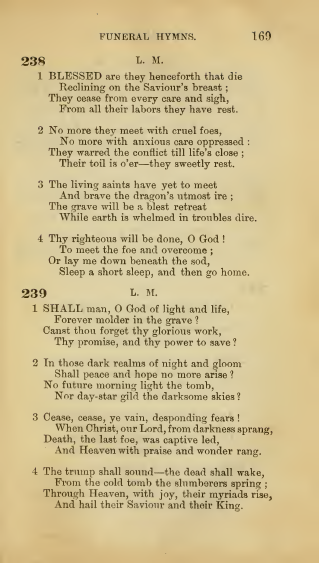 FUNERAL HYMNS. 169
238 L. M.
1 BLESSED are they henceforth that die
Reclining on the Saviour's breast ;
They cease from every care and sigh,
From all their labors they have rest.
2 No more they meet with cruel foes,
No more with anxious care oppressed :
They warred the conflict till life's close ;
Their toil is o'er—they sweetly rest.
3 The living saints have yet to meet
And brave the dragon's utmost ire ;
The grave will be a blest retreat
While earth is whelmed in troubles dire.
4 Thy righteous will be done, O God !
To meet the foe and overcome ;
Or lay me down beneath the sod,
Sleep a short sleep, and then go home.
239 L. M.
1 SHALL man, O God of light and life,
Forever molder in the grave ?
Canst thou forget thy glorious work,
Thy promise, and thy power to save ?
2 In those dark realms of night and gloom
Shall peace and hope no more arise ?
No future morning light the tomb,
Nor day-star gild the darksome skies ?
3 Cease, cease, ye vain, desponding fears !
When Christ, our Lord, from darkness sprang,
Death, the last foe, was captive led,
And Heaven with praise and wonder rang.
4 The trump shall sound—the dead shall wake,
From the cold tomb the slumberers spring ;
Through Heaven, with joy, their myriads rise,
And hail their Saviour and their King.